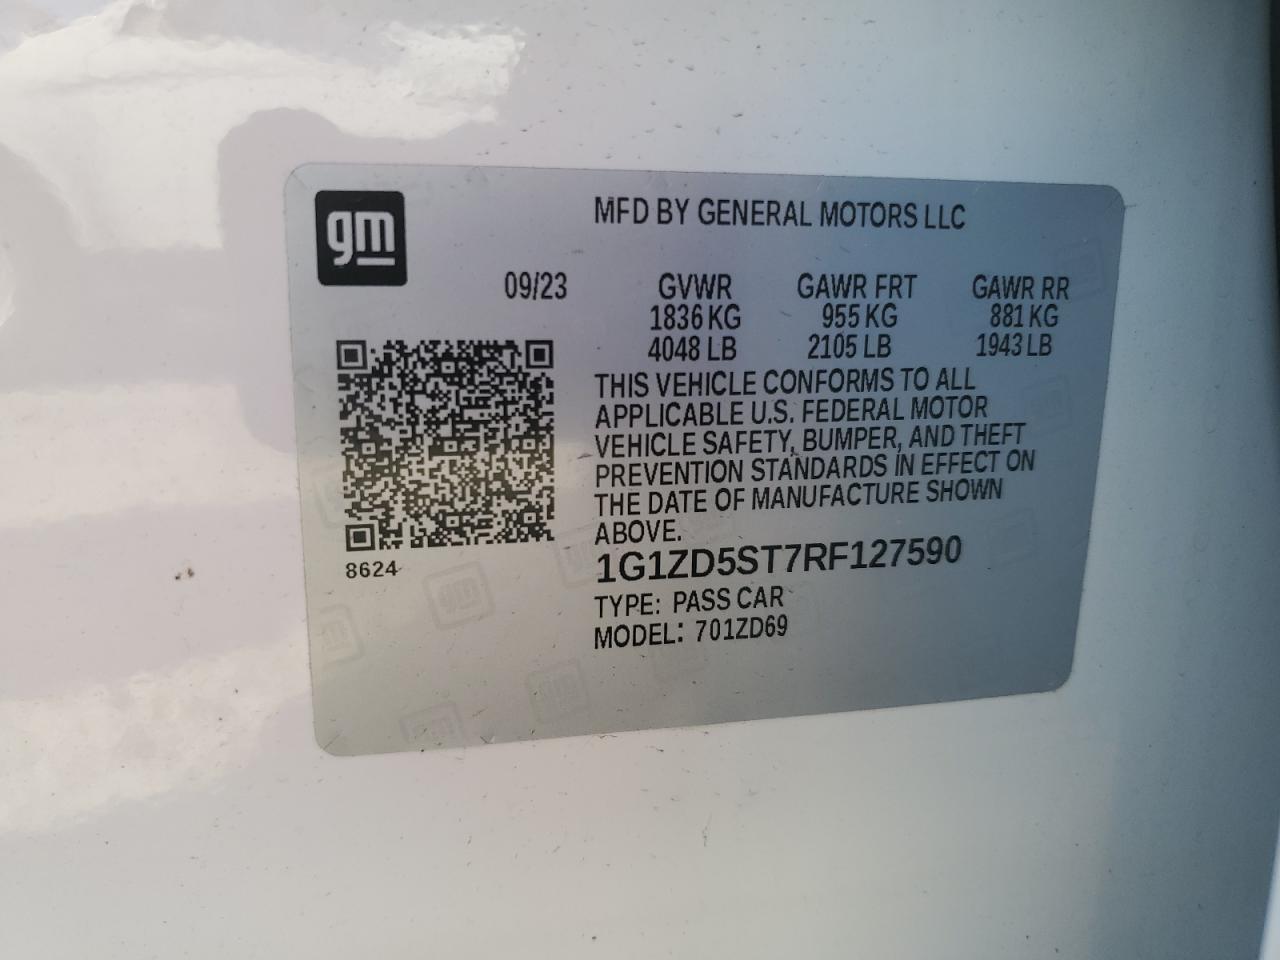 gm
MFD BY GENERAL MOTORS LLC
09/23 GVWR GAWR FRT GAWR RR
1836 KG 955 KG 881 KG
4048 LB 2105 LB 1943 LB
THIS VEHICLE CONFORMS TO ALL
APPLICABLE U.S. FEDERAL MOTOR
VEHICLE SAFETY, BUMPER, AND THEFT
PREVENTION STANDARDS IN EFFECT ON
THE DATE OF MANUFACTURE SHOWN
ABOVE.
8624
1G1ZD5ST7RF127590
TYPE: PASS CAR
MODEL: 701ZD69